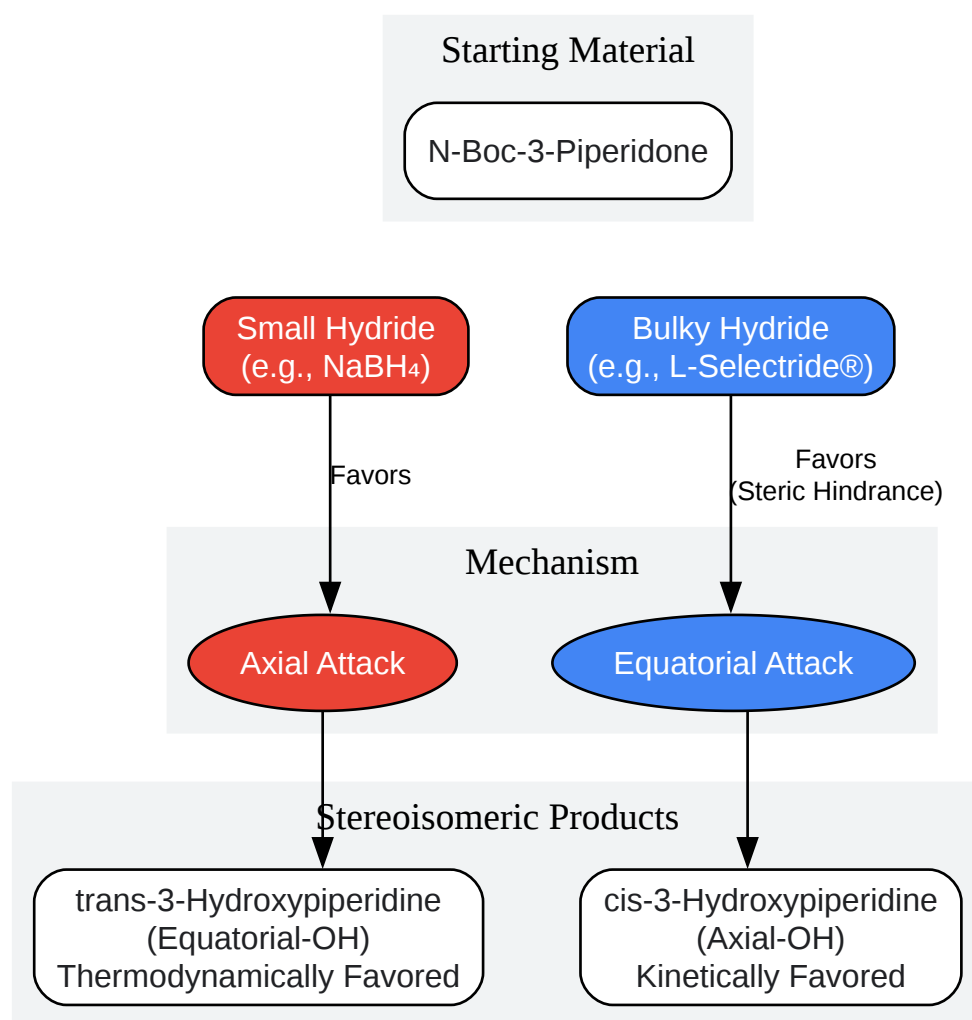 Starting Material
N-Boc-3-Piperidone
Small Hydride
(e.g., NaBH₄)
Bulky Hydride
(e.g., L-Selectride®)
Favors
Favors
(Steric Hindrance)
Mechanism
Axial Attack
Equatorial Attack
Stereoisomeric Products
trans-3-Hydroxypiperidine
(Equatorial-OH)
Thermodynamically Favored
cis-3-Hydroxypiperidine
(Axial-OH)
Kinetically Favored